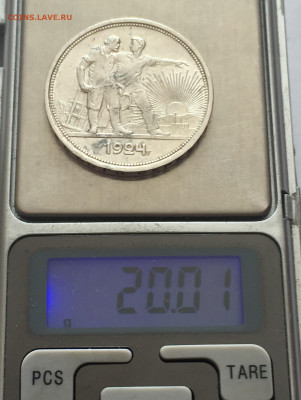 COINS.LAVE.RU
1924
20.01
PCS
TARE